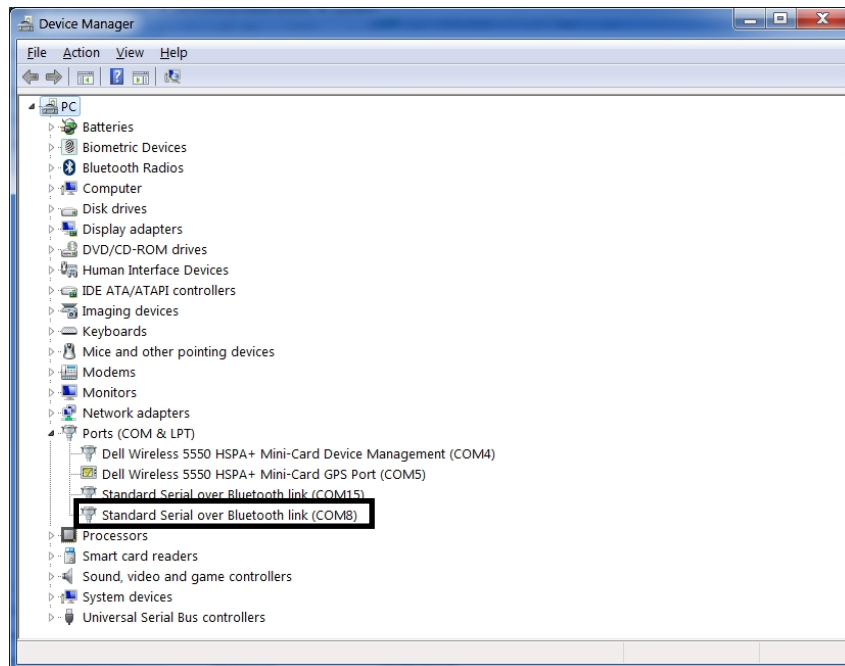 Device Manager
File Action View Help
PC
Batteries
Biometric Devices
Bluetooth Radios
Computer
Disk drives
Display adapters
DVD/CD-ROM drives
Human Interface Devices
IDE ATA/ATAPI controllers
Imaging devices
Keyboards
Mice and other pointing devices
Modems
Monitors
Network adapters
Ports (COM & LPT)
Dell Wireless 5550 HSPA+ Mini-Card Device Management (COM4)
Dell Wireless 5550 HSPA+ Mini-Card GPS Port (COM5)
Standard Serial over Bluetooth link (COM15)
Standard Serial over Bluetooth link (COM8)
Processors
Smart card readers
Sound, video and game controllers
System devices
Universal Serial Bus controllers